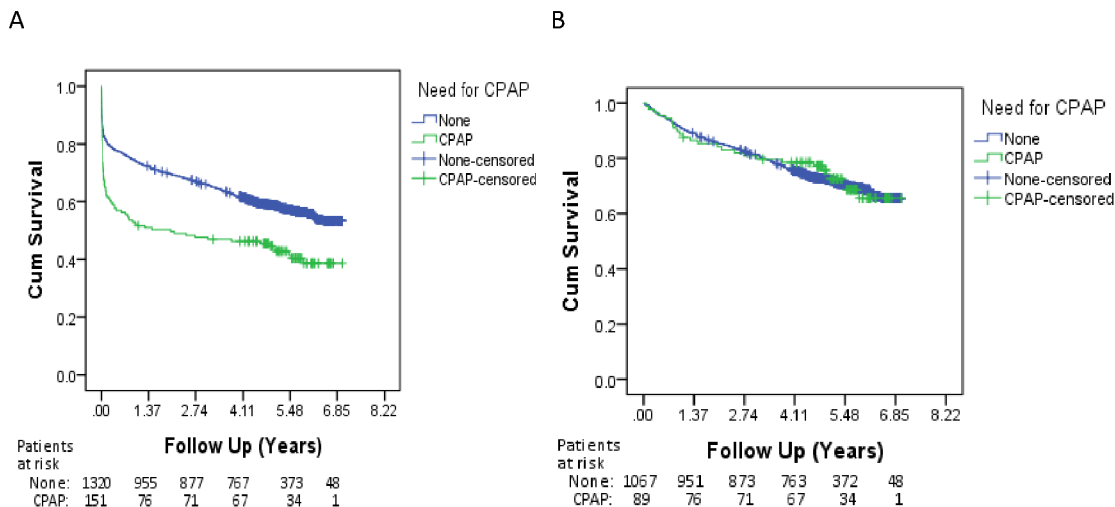 A
Need for CPAP
None
CPAP
None-censored
CPAP-censored
Cum Survival
1.0
0.8
0.6
0.4
0.2
0.0
.00 1.37 2.74 4.11 5.48 6.85 8.22
Follow Up (Years)
Patients
at risk
None: 1320 955 877 767 373 48
CPAP: 151 76 71 67 34 1
B
Need for CPAP
None
CPAP
None-censored
CPAP-censored
Cum Survival
1.0
0.8
0.6
0.4
0.2
0.0
.00 1.37 2.74 4.11 5.48 6.85 8.22
Follow Up (Years)
Patients
at risk
None: 1067 951 873 763 372 48
CPAP: 89 76 71 67 34 1